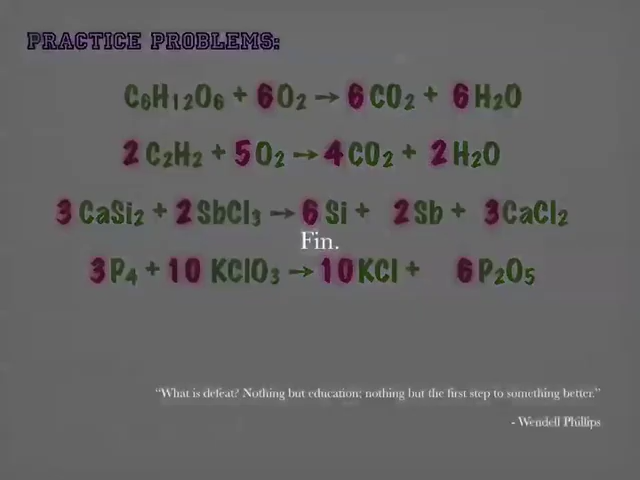 PRACTICE PROBLEMS:
C6H12O6 + 6O2 → 6CO2 + 6H2O
2C2H2 + 5O2 → 4CO2 + 2H2O
3CaSi2 + 2SbCl3 → 6Si + 2Sb + 3CaCl2
Fin.
3P4 + 10KClO3 → 10KCl + 6P2O5
“What is defeat? Nothing but education; nothing but the first step to something better.”
- Wendell Phillips